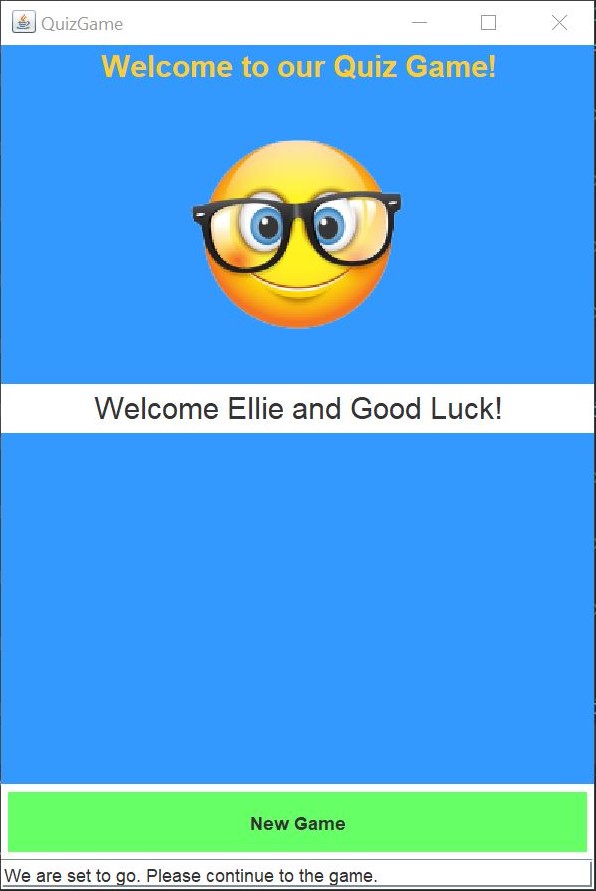 QuizGame
Welcome to our Quiz Game!
Welcome Ellie and Good Luck!
New Game
We are set to go. Please continue to the game.